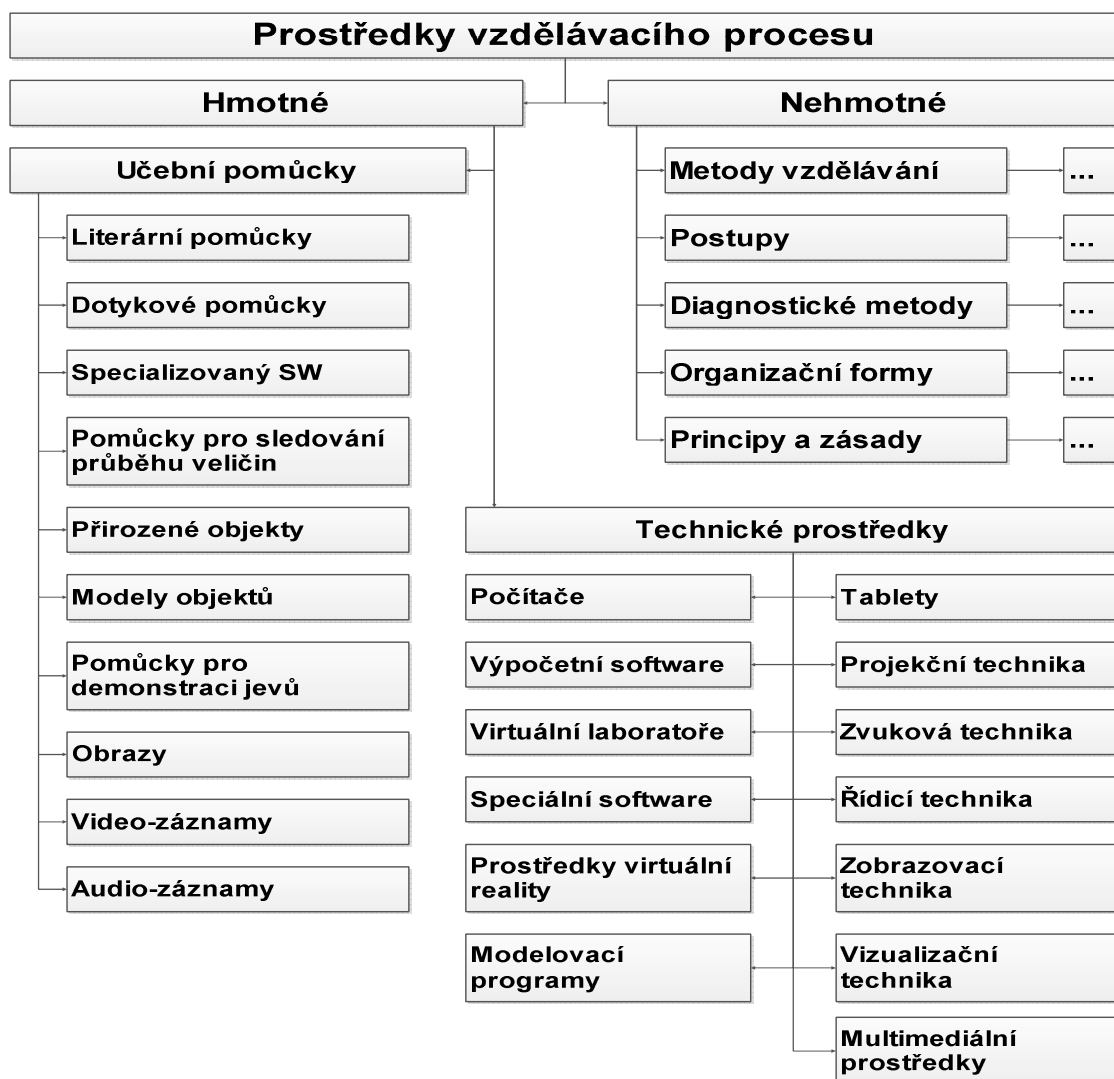 Prostředky vzdělávacího procesu
Hmotné
Nehmotné
Učební pomůcky
Literární pomůcky
Dotykové pomůcky
Specializovaný SW
Pomůcky pro sledování
průběhu veličin
Přirozené objekty
Modely objektů
Pomůcky pro
demonstraci jevů
Obrazy
Video-záznamy
Audio-záznamy
Metody vzdělávání
...
Postupy
...
Diagnostické metody
...
Organizační formy
...
Principy a zásady
...
Technické prostředky
Počítače
Tablety
Výpočetní software
Projekční technika
Virtuální laboratoře
Zvuková technika
Speciální software
Řídicí technika
Prostředky virtuální
reality
Zobrazovací
technika
Modelovací
programy
Vizualizační
technika
Multimediální
prostředky